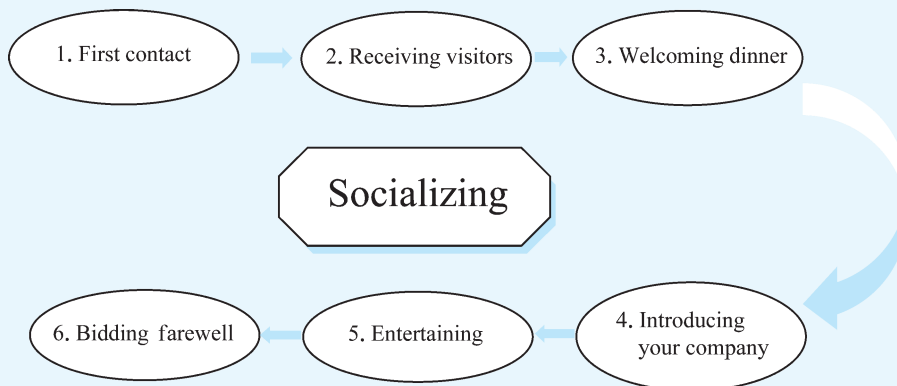 1. First contact
2. Receiving visitors
3. Welcoming dinner
Socializing
4. Introducing
your company
5. Entertaining
6. Bidding farewell